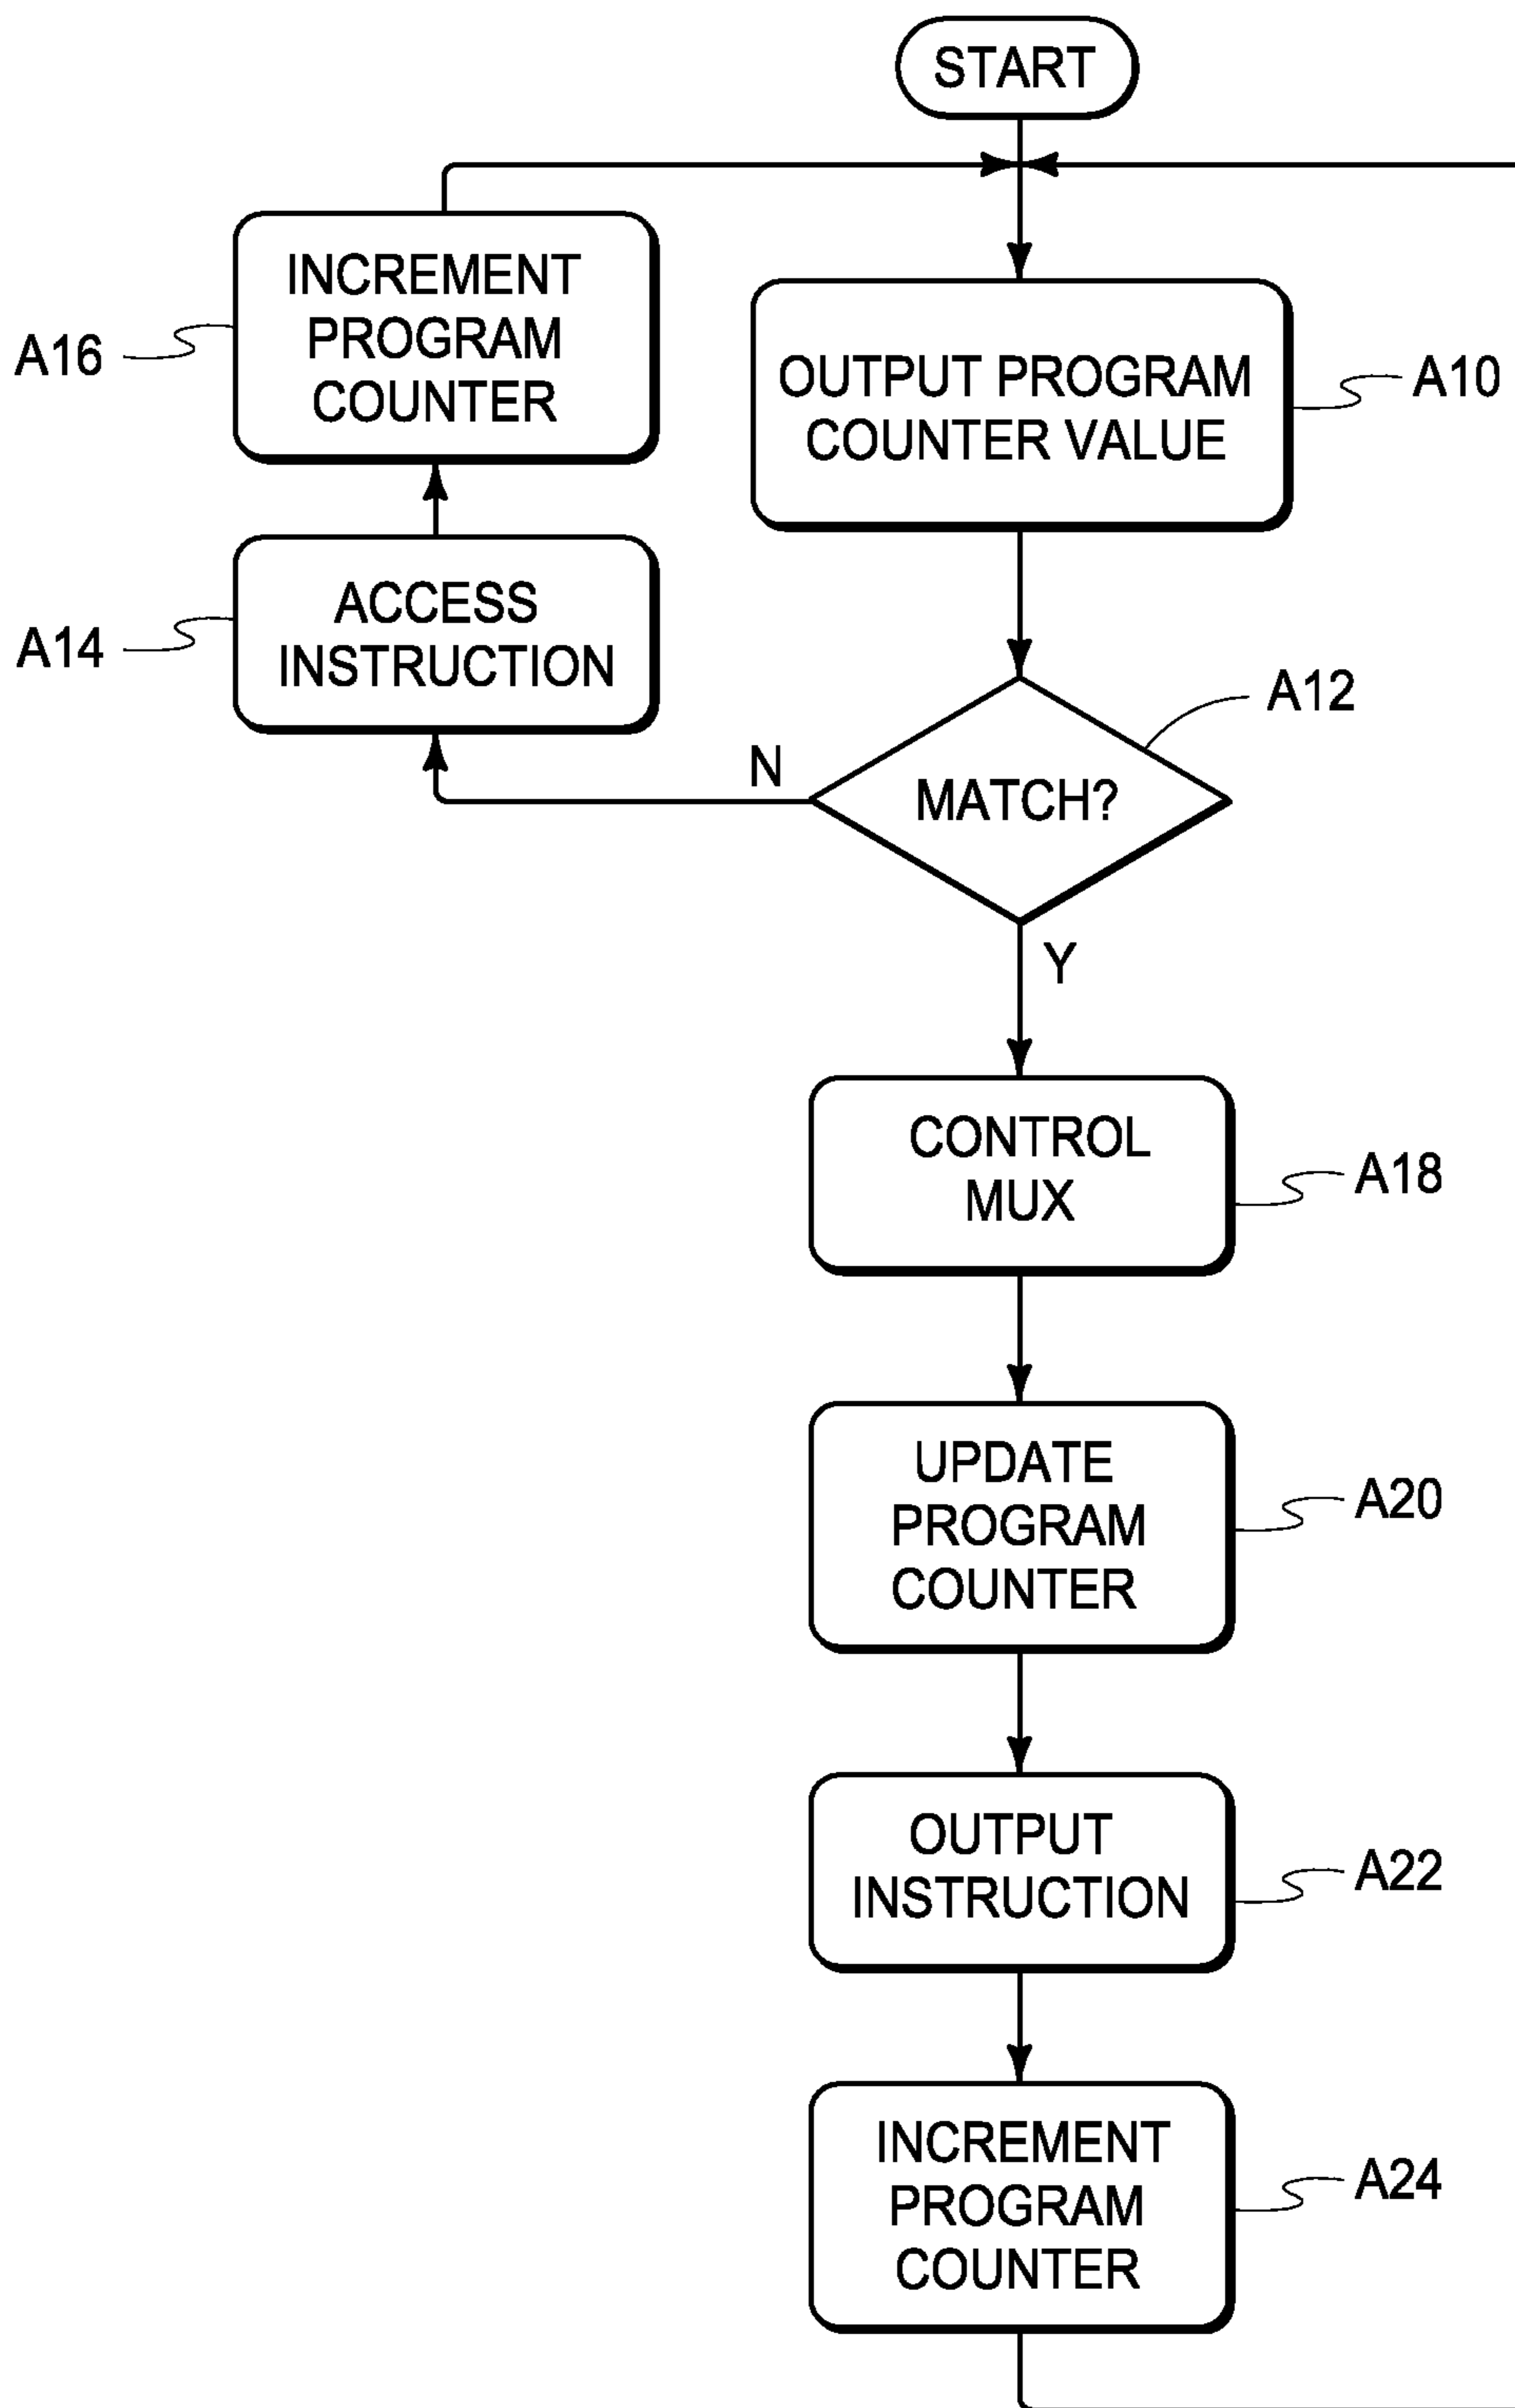 START
INCREMENT
PROGRAM
COUNTER
A16
OUTPUT PROGRAM
COUNTER VALUE
A10
ACCESS
INSTRUCTION
A14
A12
MATCH?
N
Y
CONTROL
MUX
A18
UPDATE
PROGRAM
COUNTER
A20
OUTPUT
INSTRUCTION
A22
INCREMENT
PROGRAM
COUNTER
A24